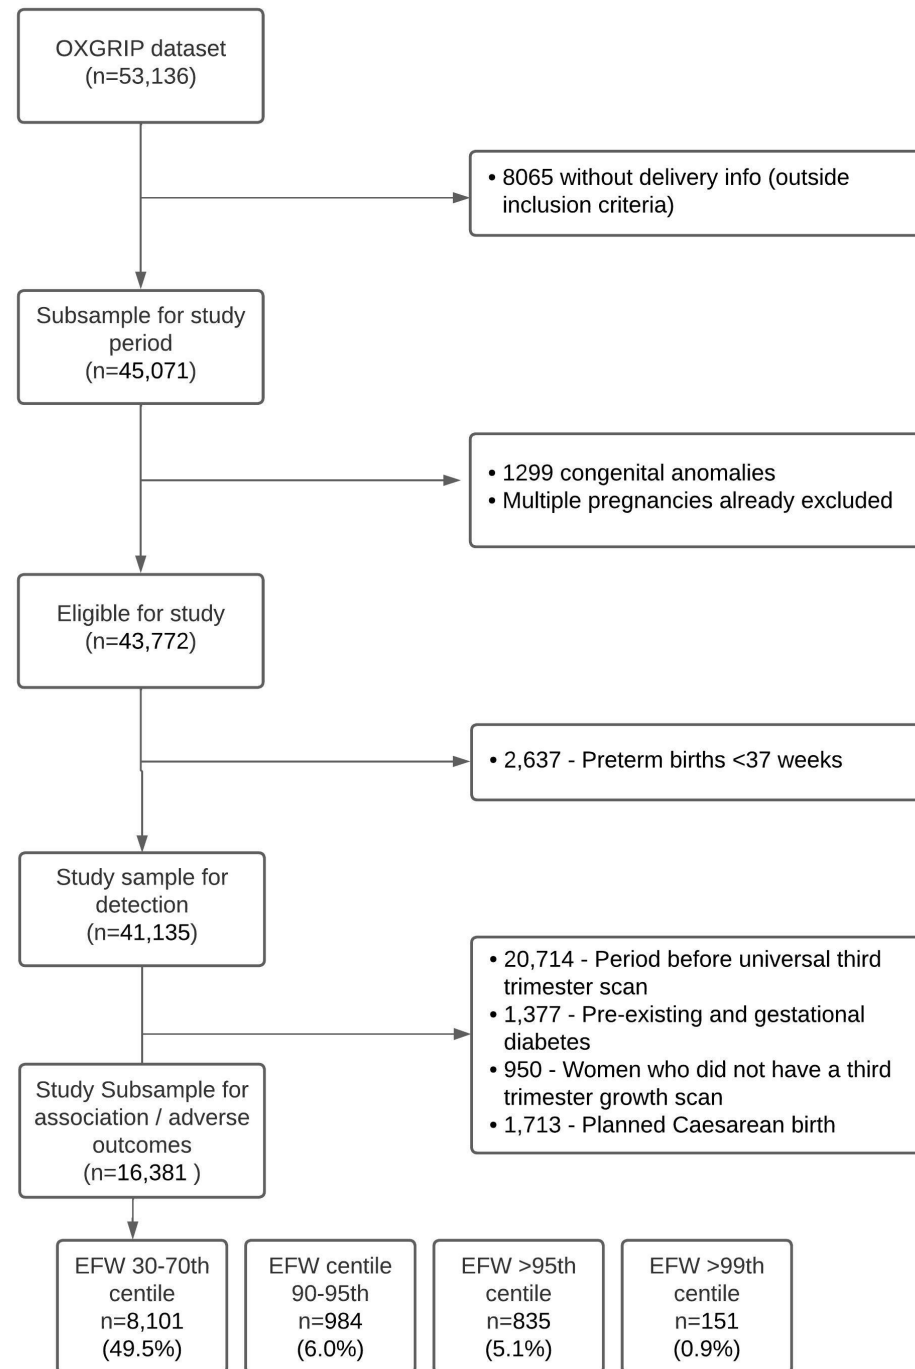 OXGRIP dataset
(n=53,136)
• 8065 without delivery info (outside
inclusion criteria)
Subsample for study
period
(n=45,071)
• 1299 congenital anomalies
• Multiple pregnancies already excluded
Eligible for study
(n=43,772)
• 2,637 - Preterm births <37 weeks
Study sample for
detection
(n=41,135)
• 20,714 - Period before universal third
trimester scan
• 1,377 - Pre-existing and gestational
diabetes
• 950 - Women who did not have a third
trimester growth scan
• 1,713 - Planned Caesarean birth
Study Subsample for
association / adverse
outcomes
(n=16,381 )
EFW 30-70th
centile
n=8,101
(49.5%)
EFW centile
90-95th
n=984
(6.0%)
EFW >95th
centile
n=835
(5.1%)
EFW >99th
centile
n=151
(0.9%)